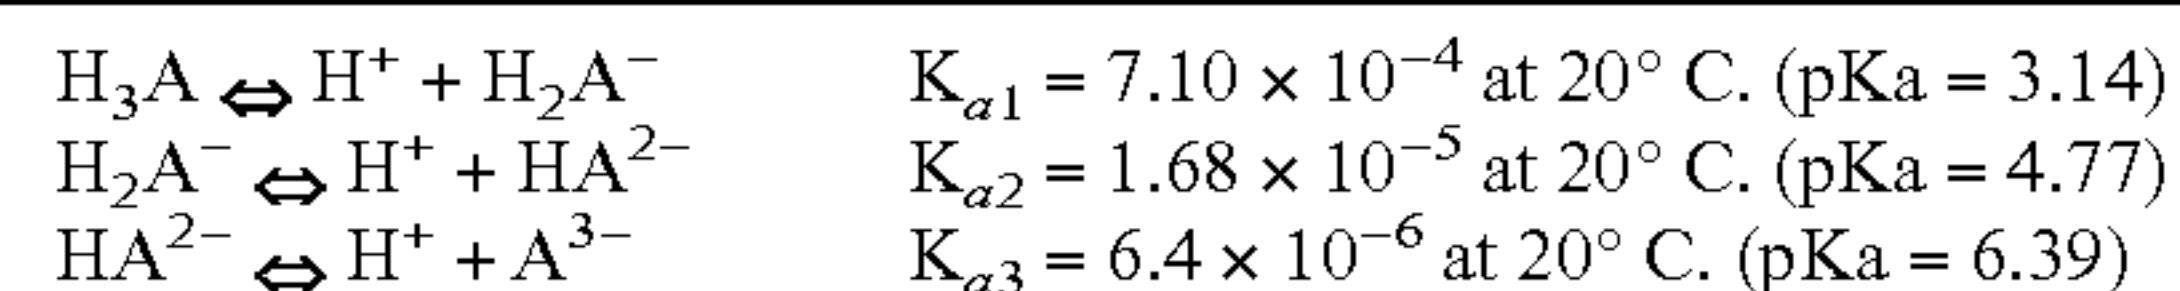 H₃A ⇔ H⁺ + H₂A⁻ Kₐ₁ = 7.10 × 10⁻⁴ at 20° C. (pKa = 3.14)
H₂A⁻ ⇔ H⁺ + HA²⁻ Kₐ₂ = 1.68 × 10⁻⁵ at 20° C. (pKa = 4.77)
HA²⁻ ⇔ H⁺ + A³⁻ Kₐ₃ = 6.4 × 10⁻⁶ at 20° C. (pKa = 6.39)